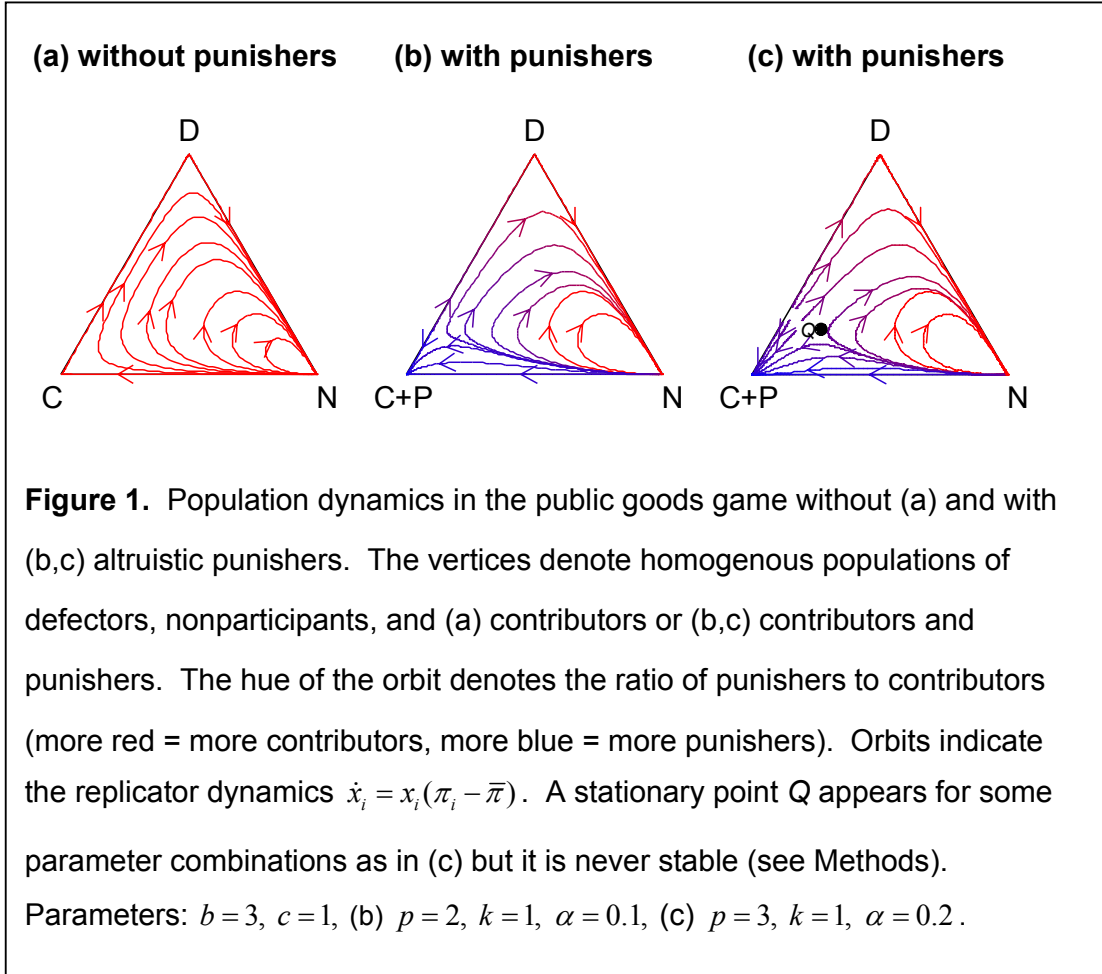 (a) without punishers (b) with punishers (c) with punishers
D D D
Q
C N C+P N C+P N
Figure 1. Population dynamics in the public goods game without (a) and with
(b,c) altruistic punishers. The vertices denote homogenous populations of
defectors, nonparticipants, and (a) contributors or (b,c) contributors and
punishers. The hue of the orbit denotes the ratio of punishers to contributors
(more red = more contributors, more blue = more punishers). Orbits indicate
the replicator dynamics ẋᵢ = xᵢ(πᵢ − π̄). A stationary point Q appears for some
parameter combinations as in (c) but it is never stable (see Methods).
Parameters: b = 3, c = 1, (b) p = 2, k = 1, α = 0.1, (c) p = 3, k = 1, α = 0.2.